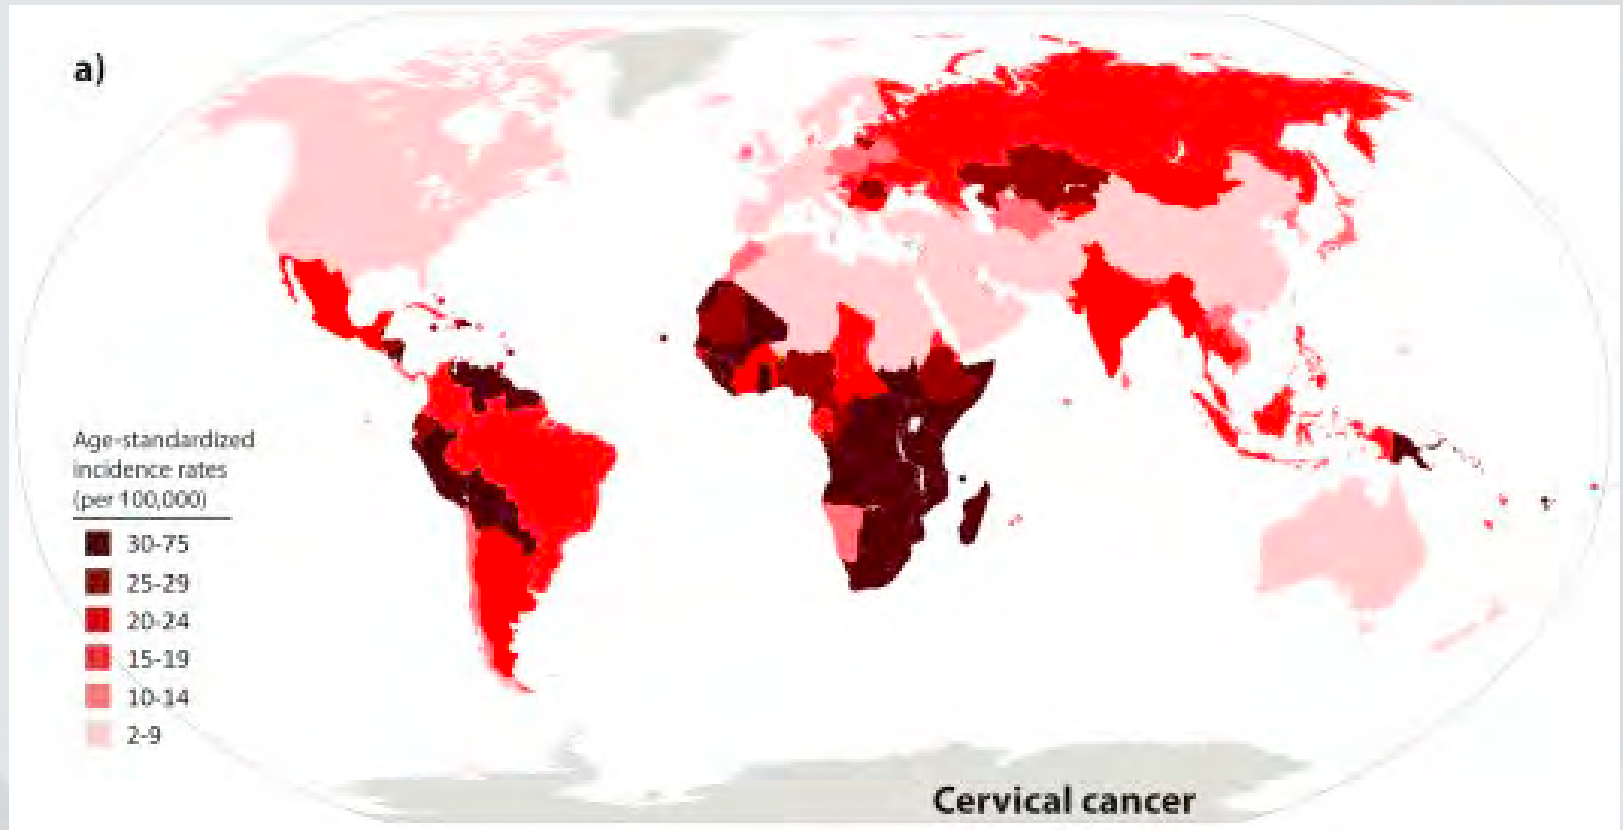 a)
Age-standardized
incidence rates
(per 100,000)
30-75
25-29
20-24
15-19
10-14
2-9
Cervical cancer